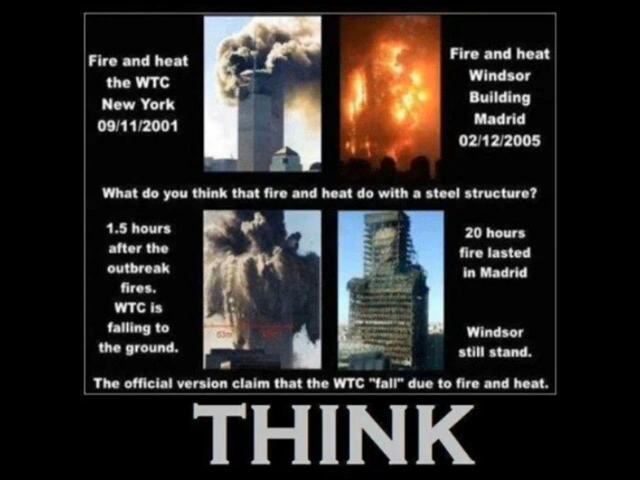 Fire and heat
the WTC
New York
09/11/2001
Fire and heat
Windsor
Building
Madrid
02/12/2005
What do you think that fire and heat do with a steel structure?
1.5 hours
after the
outbreak
fires.
WTC is
falling to
the ground.
20 hours
fire lasted
in Madrid
Windsor
still stand.
The official version claim that the WTC "fall" due to fire and heat.
THINK